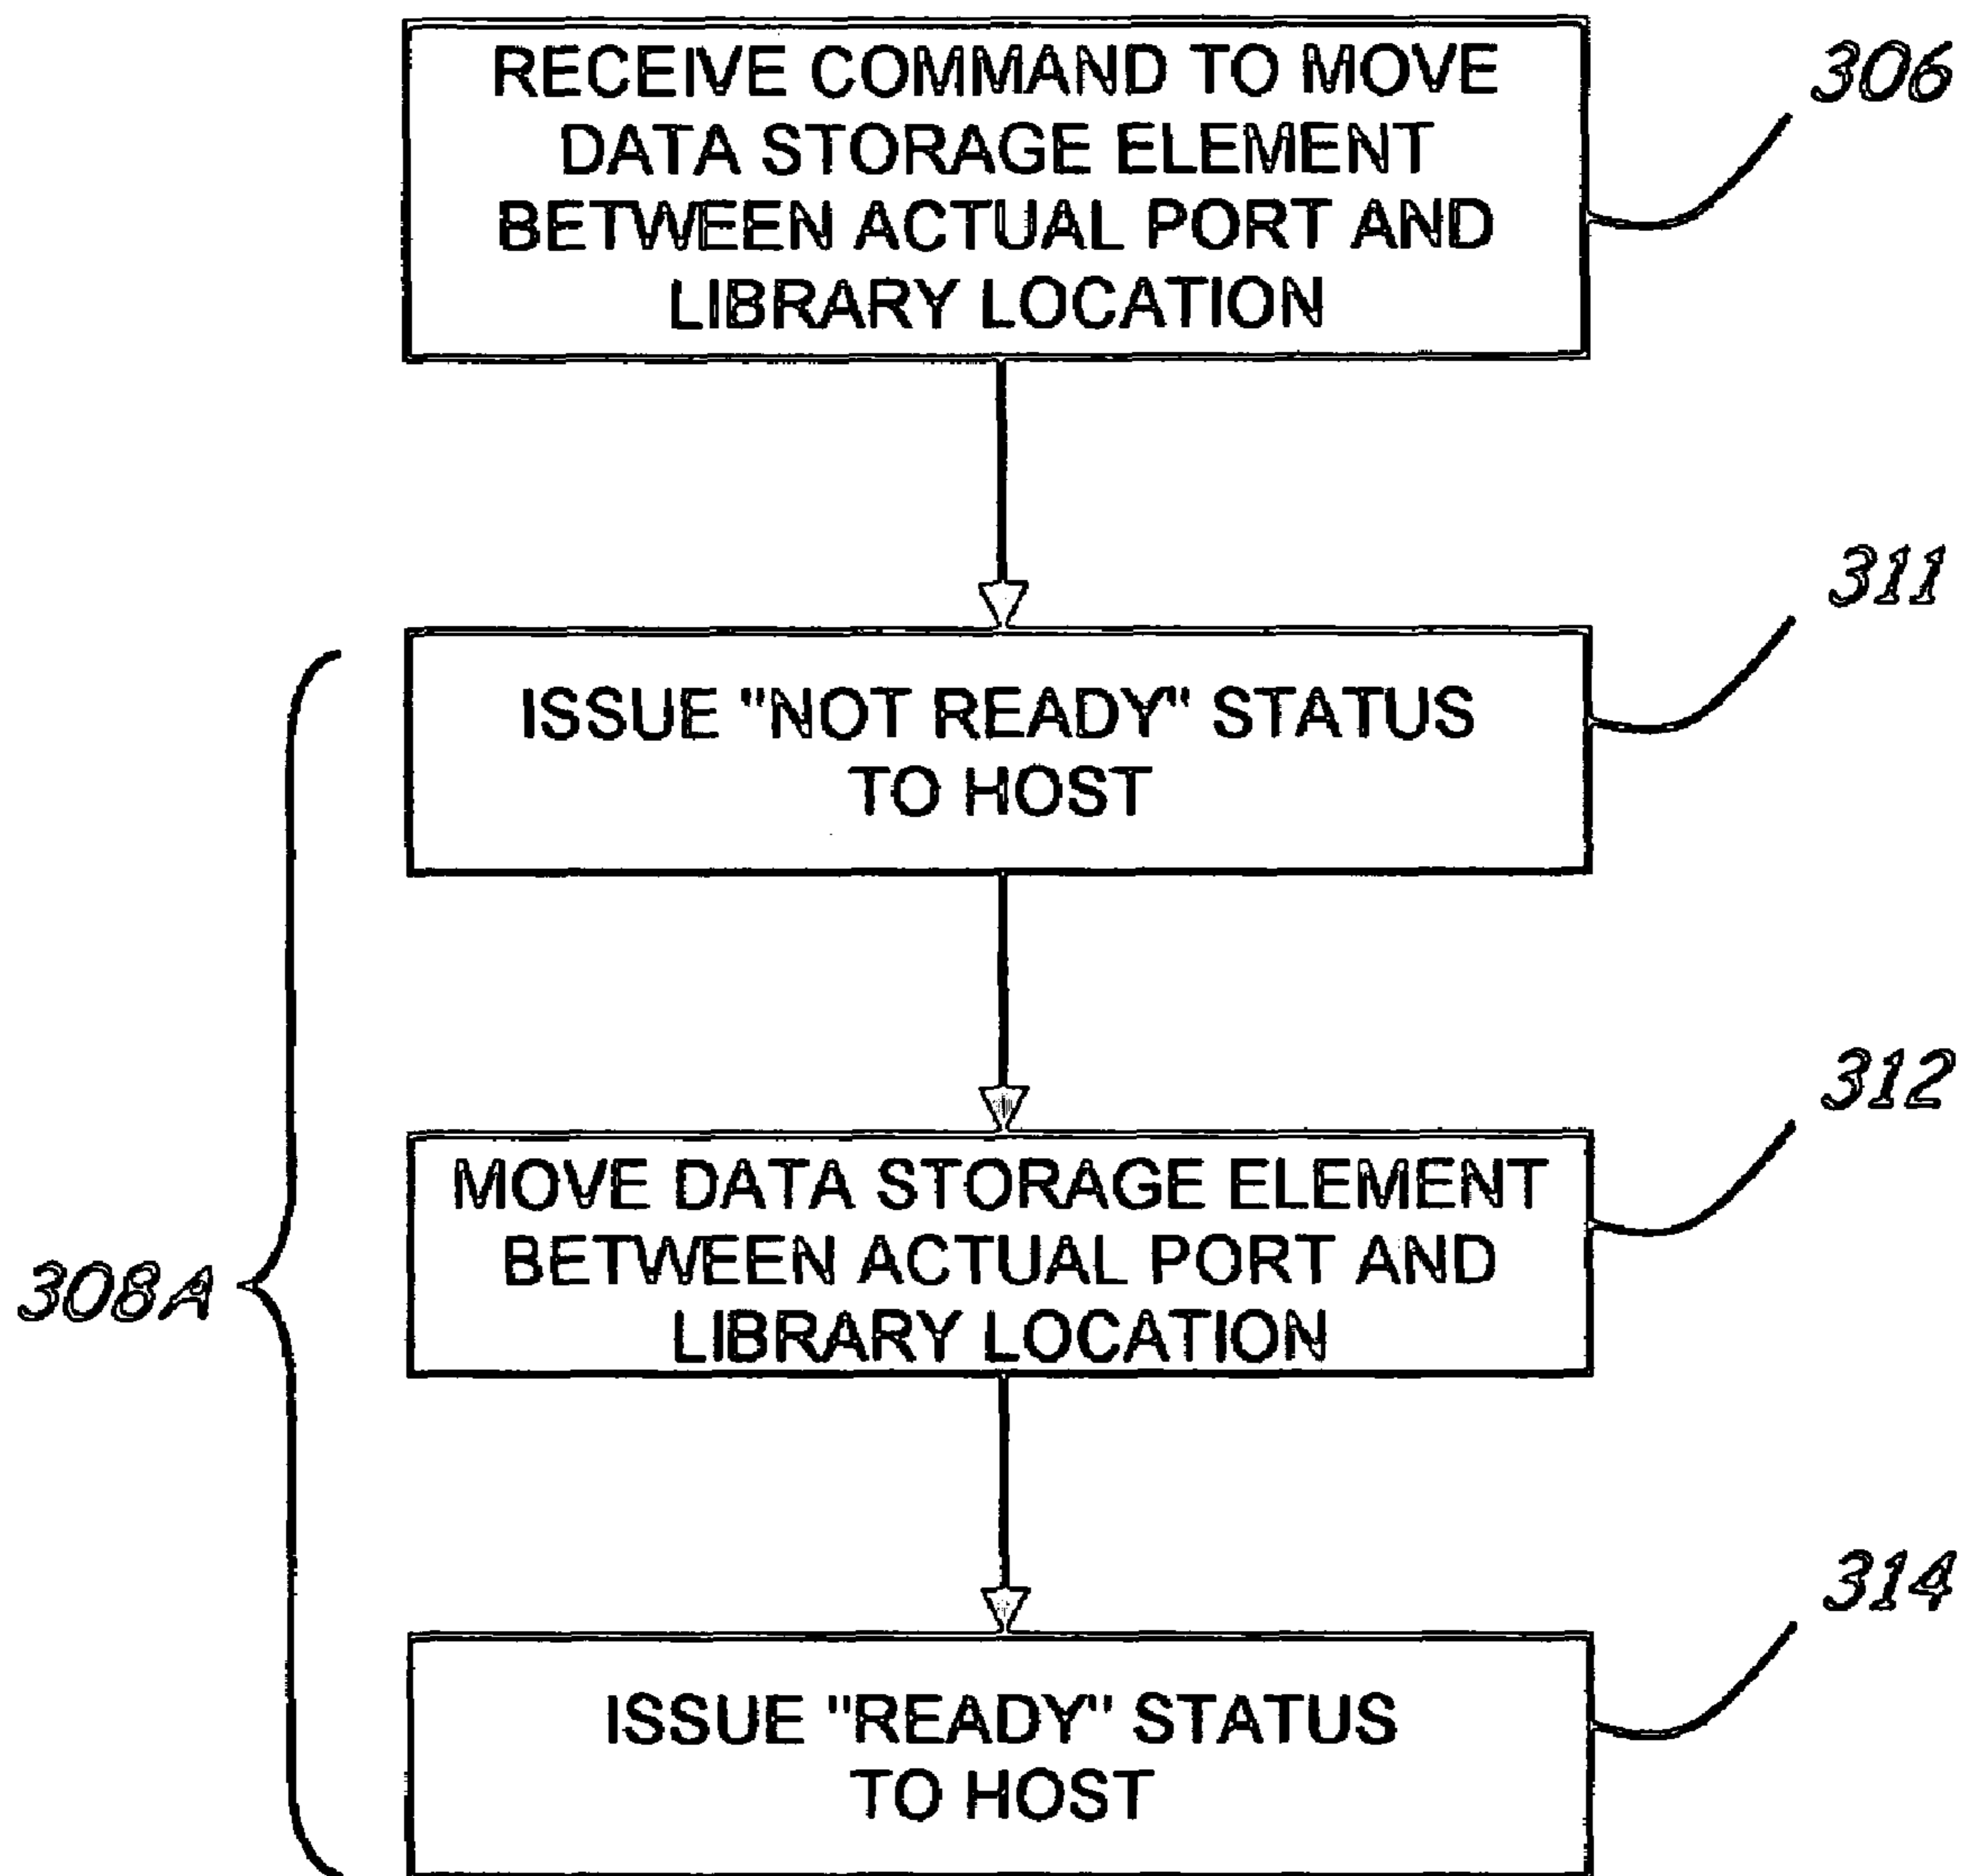 RECEIVE COMMAND TO MOVE
DATA STORAGE ELEMENT
BETWEEN ACTUAL PORT AND
LIBRARY LOCATION
306
ISSUE "NOT READY" STATUS
TO HOST
311
308A
MOVE DATA STORAGE ELEMENT
BETWEEN ACTUAL PORT AND
LIBRARY LOCATION
312
ISSUE "READY" STATUS
TO HOST
314